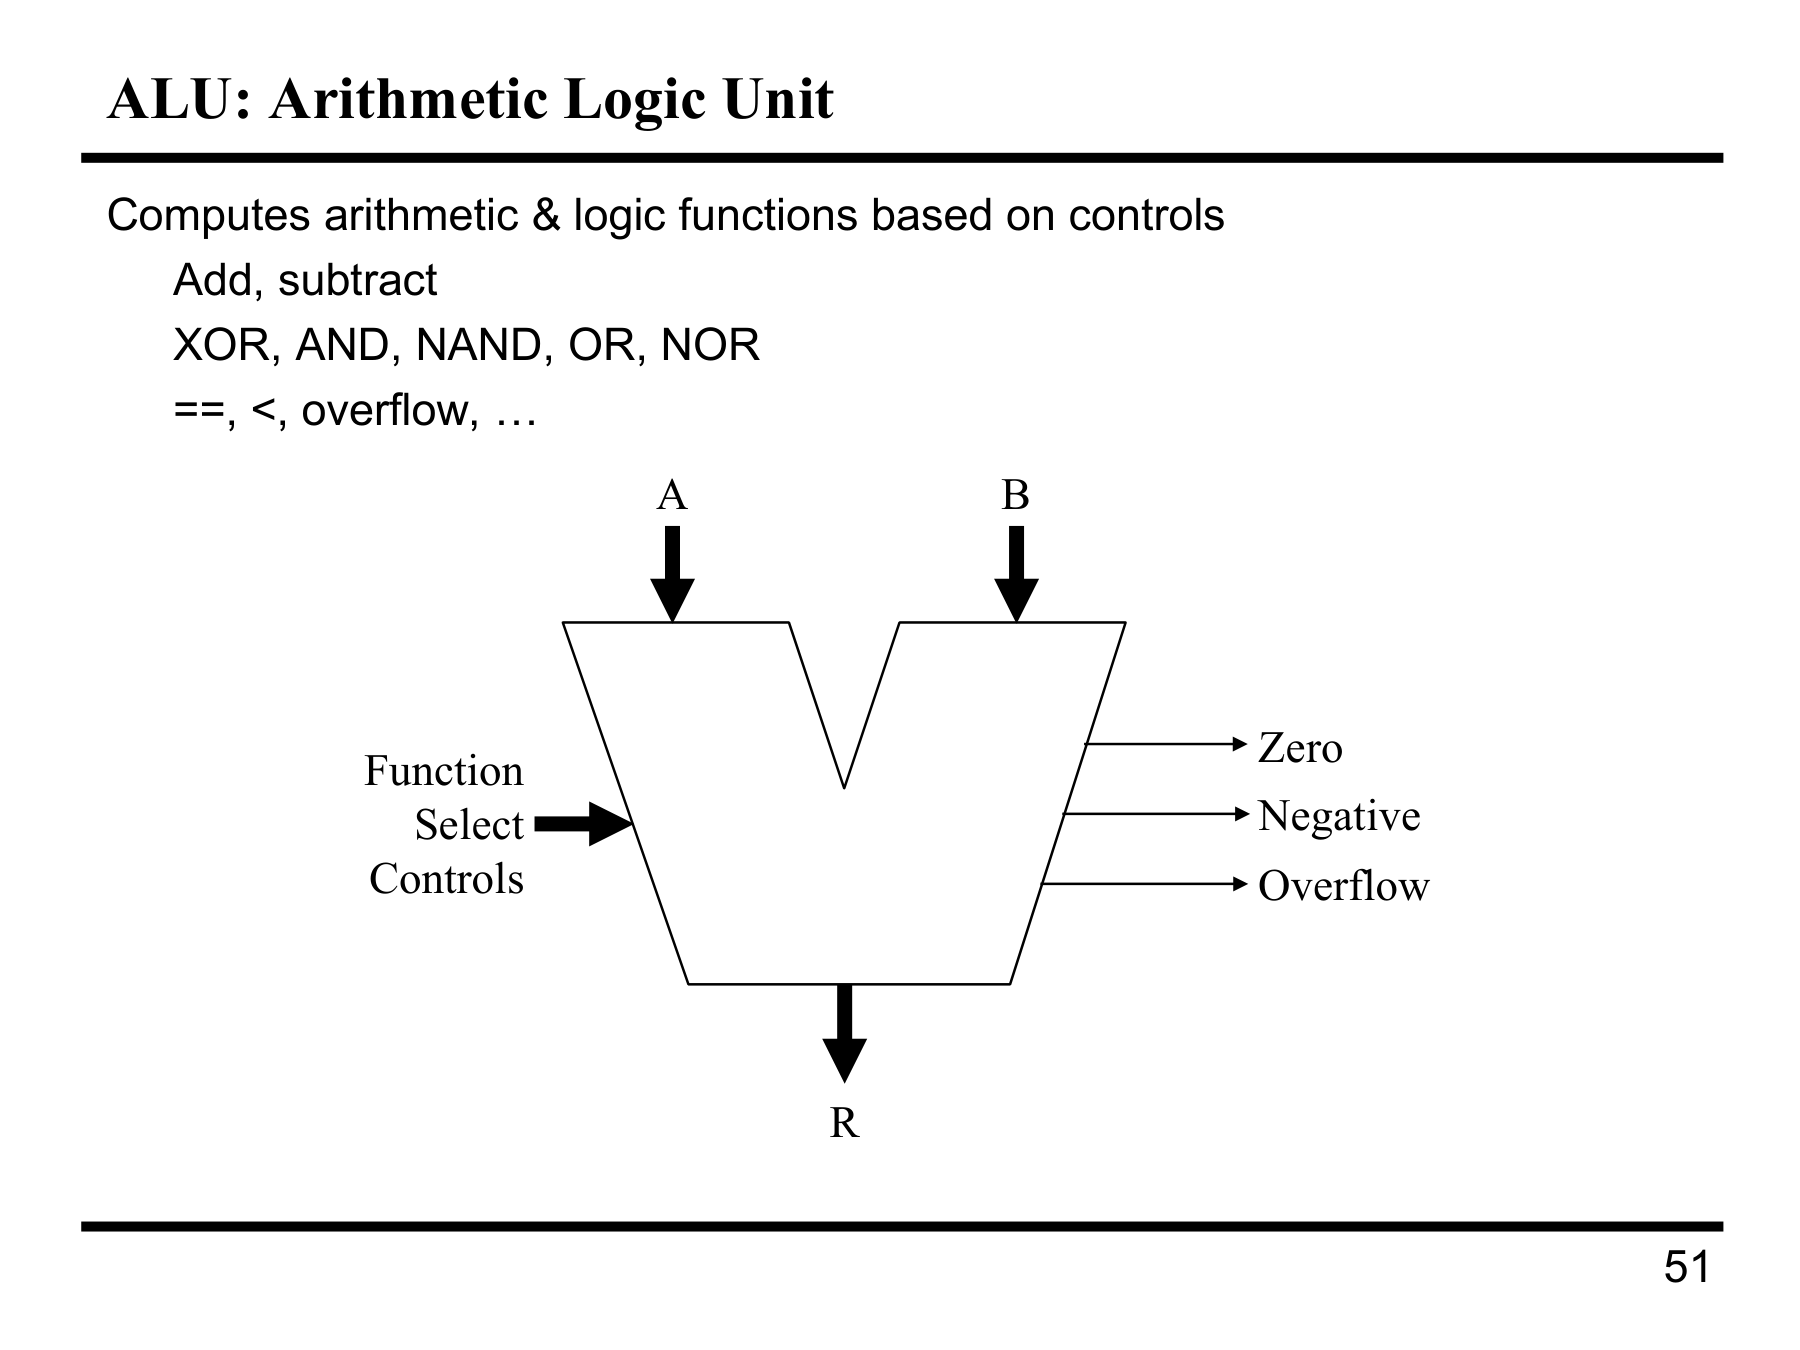 ALU: Arithmetic Logic Unit
Computes arithmetic & logic functions based on controls
Add, subtract
XOR, AND, NAND, OR, NOR
==, <, overflow, …
A
B
Function
Select
Controls
Zero
Negative
Overflow
R
51